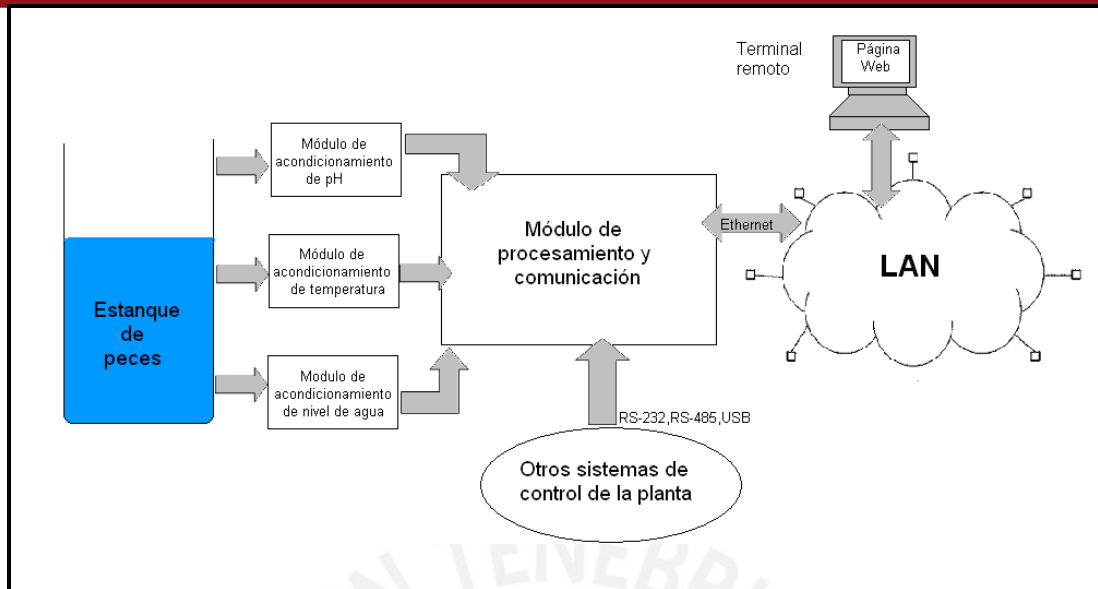 Terminal
remoto
Página
Web
Módulo de
acondicionamiento
de pH
Módulo de
procesamiento y
comunicación
Ethernet
LAN
Módulo de
acondicionamiento
de temperatura
Estanque
de
peces
Modulo de
acondicionamiento
de nivel de agua
RS-232,RS-485,USB
Otros sistemas de
control de la planta